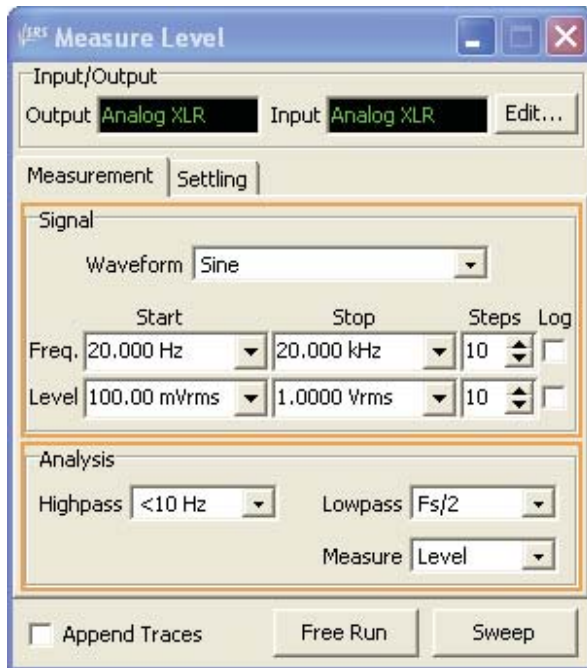 SRS Measure Level
Input/Output
Output Analog XLR Input Analog XLR Edit...
Measurement Settling
Signal
Waveform Sine
Start Stop Steps Log
Freq. 20.000 Hz 20.000 kHz 10
Level 100.00 mVrms 1.0000 Vrms 10
Analysis
Highpass <10 Hz Lowpass Fs/2
Measure Level
Append Traces Free Run Sweep